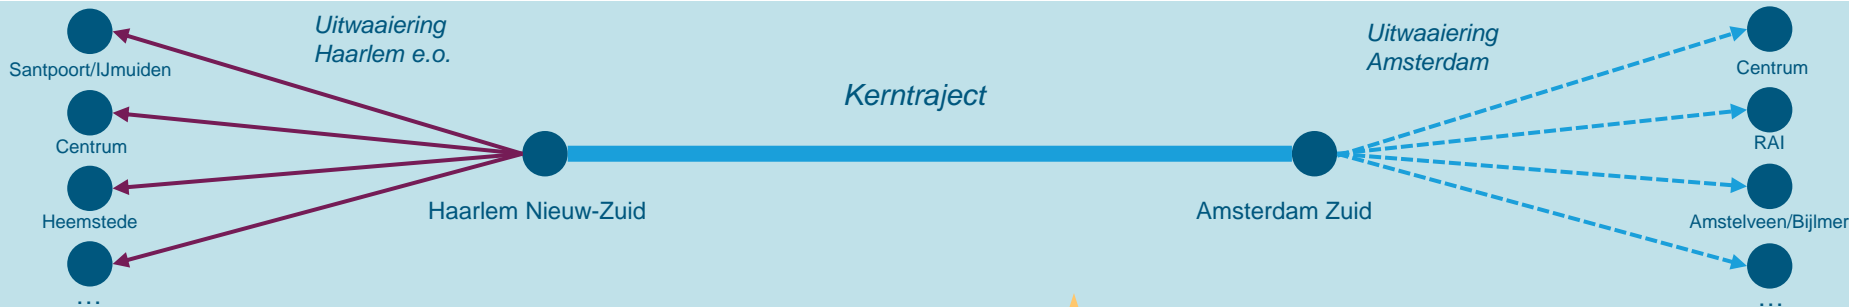 Uitwaaiering
Haarlem e.o.
Santpoort/IJmuiden
Centrum
Heemstede
...
Haarlem Nieuw-Zuid
Kerntraject
Amsterdam Zuid
Uitwaaiering
Amsterdam
Centrum
RAI
Amstelveen/Bijlmer
...